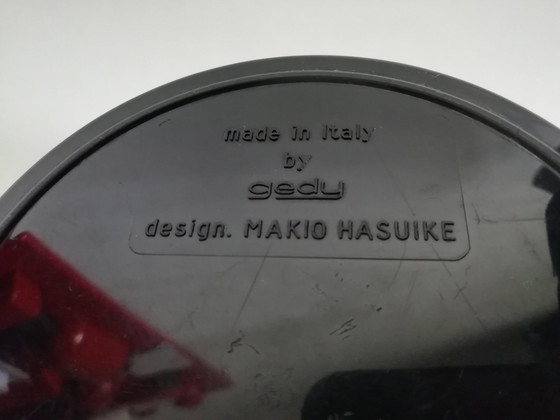 made in Italy
by
gedy
design. MAKIO HASUIKE